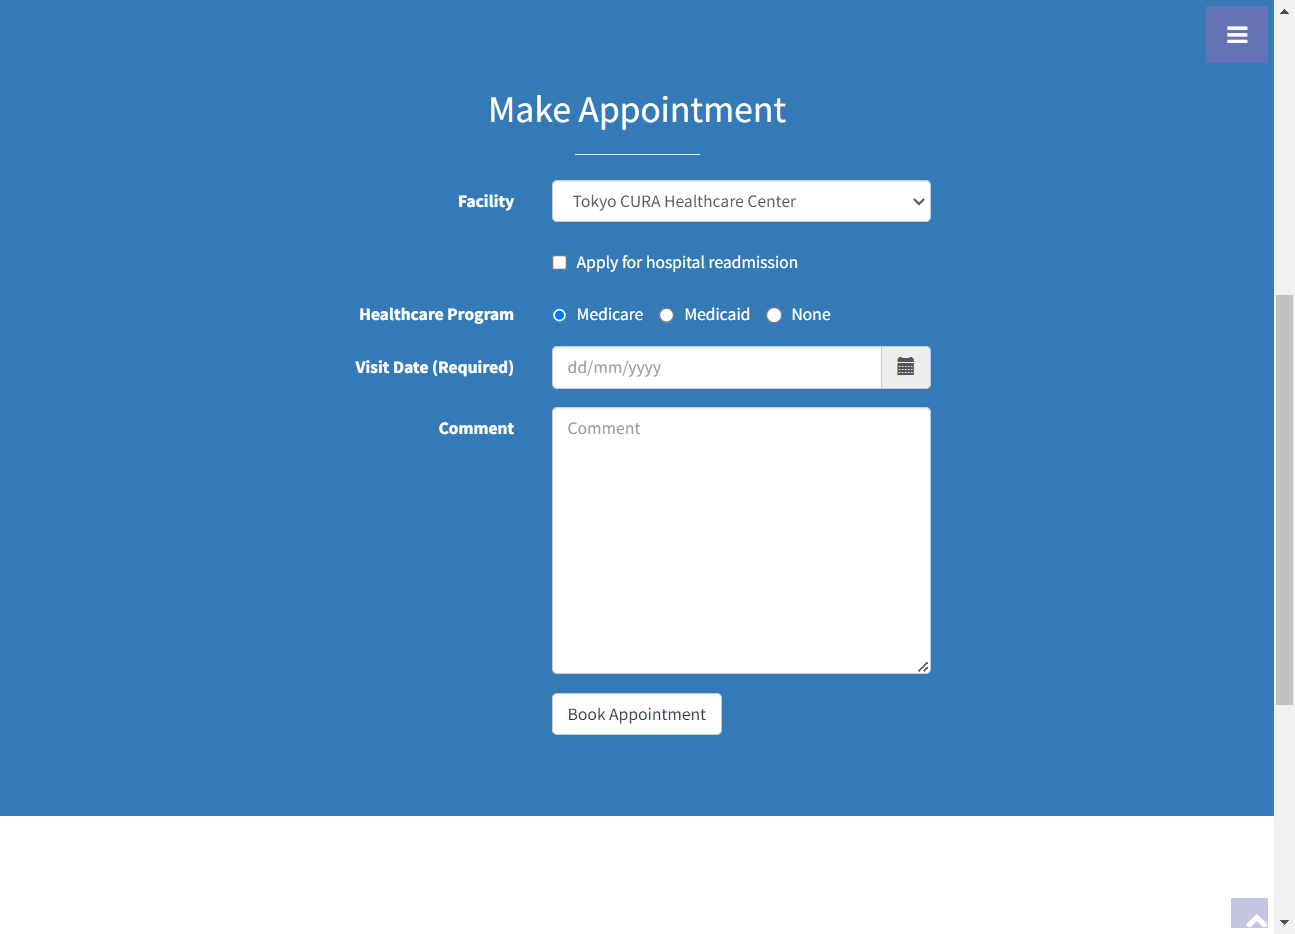 Make Appointment
Facility
Tokyo CURA Healthcare Center
Apply for hospital readmission
Healthcare Program
Medicare Medicaid None
Visit Date (Required)
dd/mm/yyyy
Comment
Comment
Book Appointment